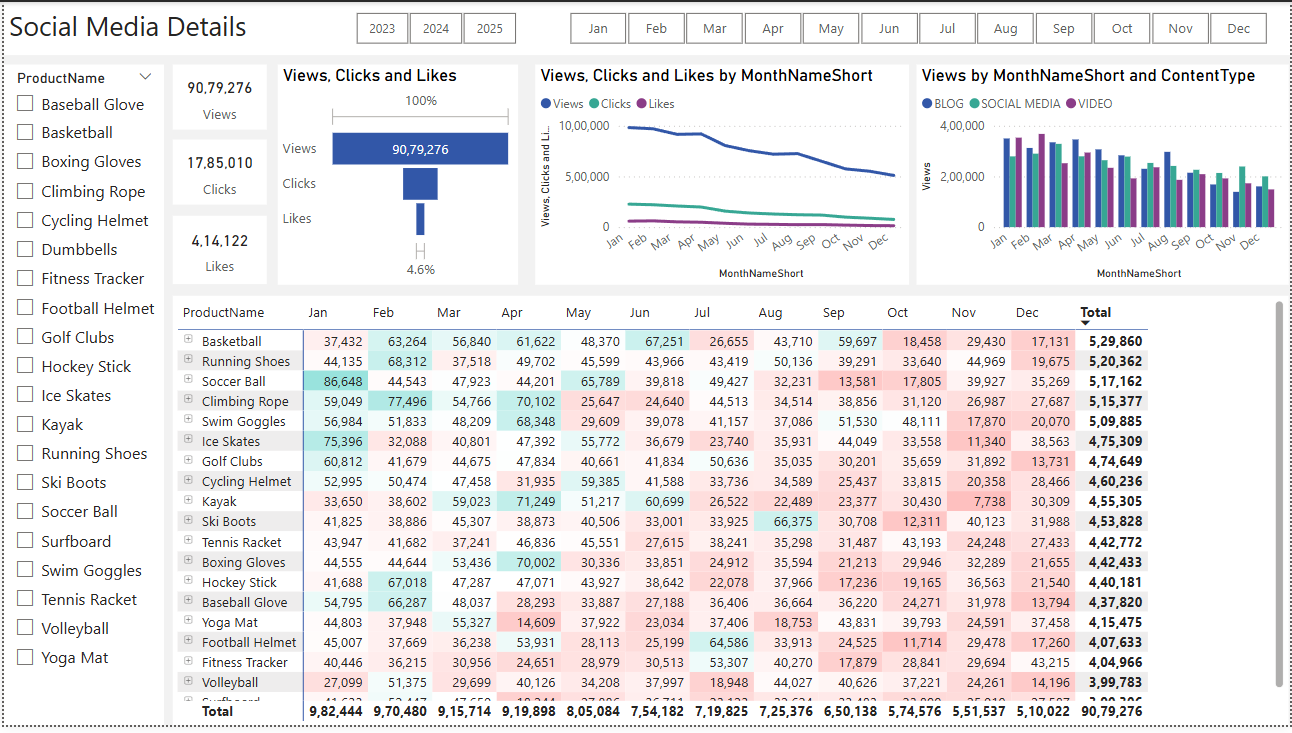 Social Media Details
2023 2024 2025
Jan Feb Mar Apr May Jun Jul Aug Sep Oct Nov Dec
ProductName
Baseball Glove
Basketball
Boxing Gloves
Climbing Rope
Cycling Helmet
Dumbbells
Fitness Tracker
Football Helmet
Golf Clubs
Hockey Stick
Ice Skates
Kayak
Running Shoes
Ski Boots
Soccer Ball
Surfboard
Swim Goggles
Tennis Racket
Volleyball
Yoga Mat
90,79,276
Views
17,85,010
Clicks
4,14,122
Likes
Views, Clicks and Likes
100%
Views 90,79,276
Clicks
Likes
4.6%
Views, Clicks and Likes by MonthNameShort
Views Clicks Likes
Views, Clicks and Li...
10,00,000
5,00,000
0
Jan Feb Mar Apr May Jun Jul Aug Sep Oct Nov Dec
MonthNameShort
Views by MonthNameShort and ContentType
BLOG SOCIAL MEDIA VIDEO
Views
4,00,000
2,00,000
0
Jan Feb Mar Apr May Jun Jul Aug Sep Oct Nov Dec
MonthNameShort
ProductName Jan Feb Mar Apr May Jun Jul Aug Sep Oct Nov Dec Total
Basketball 37,432 63,264 56,840 61,622 48,370 67,251 26,655 43,710 59,697 18,458 29,430 17,131 5,29,860
Running Shoes 44,135 68,312 37,518 49,702 45,599 43,966 43,419 50,136 39,291 33,640 44,969 19,675 5,20,362
Soccer Ball 86,648 44,543 47,923 44,201 65,789 39,818 49,427 32,231 13,581 17,805 39,927 35,269 5,17,162
Climbing Rope 59,049 77,496 54,766 70,102 25,647 24,640 44,513 34,514 38,856 31,120 26,987 27,687 5,15,377
Swim Goggles 56,984 51,833 48,209 68,348 29,609 39,078 41,157 37,086 51,530 48,111 17,870 20,070 5,09,885
Ice Skates 75,396 32,088 40,801 47,392 55,772 36,679 23,740 35,931 44,049 33,558 11,340 38,563 4,75,309
Golf Clubs 60,812 41,679 44,675 47,834 40,661 41,834 50,636 35,035 30,201 35,659 31,892 13,731 4,74,649
Cycling Helmet 52,995 50,474 47,458 31,935 59,385 41,588 33,736 34,589 25,437 33,815 20,358 28,466 4,60,236
Kayak 33,650 38,602 59,023 71,249 51,217 60,699 26,522 22,489 23,377 30,430 7,738 30,309 4,55,305
Ski Boots 41,825 38,886 45,307 38,873 40,506 33,001 33,925 66,375 30,708 12,311 40,123 31,988 4,53,828
Tennis Racket 43,947 41,682 37,241 46,836 45,551 27,615 38,241 35,298 31,487 43,193 24,248 27,433 4,42,772
Boxing Gloves 44,555 44,644 53,436 70,002 30,336 33,851 24,912 35,594 21,213 29,946 32,289 21,655 4,42,433
Hockey Stick 41,688 67,018 47,287 47,071 43,927 38,642 22,078 37,966 17,236 19,165 36,563 21,540 4,40,181
Baseball Glove 54,795 66,287 48,037 28,293 33,887 27,188 36,406 36,664 36,220 24,271 31,978 13,794 4,37,820
Yoga Mat 44,803 37,948 55,327 14,609 37,922 23,034 37,406 18,753 43,831 39,793 24,591 37,458 4,15,475
Football Helmet 45,007 37,669 36,238 53,931 28,113 25,199 64,586 33,913 24,525 11,714 29,478 17,260 4,07,633
Fitness Tracker 40,446 36,215 30,956 24,651 28,979 30,513 53,307 40,270 17,879 28,841 29,694 43,215 4,04,966
Volleyball 27,099 51,375 29,699 40,126 34,208 37,997 18,948 44,027 40,626 37,221 24,261 14,196 3,99,783
Total 9,82,444 9,70,480 9,15,714 9,19,898 8,05,084 7,54,182 7,19,825 7,25,376 6,50,138 5,74,576 5,51,537 5,10,022 90,79,276